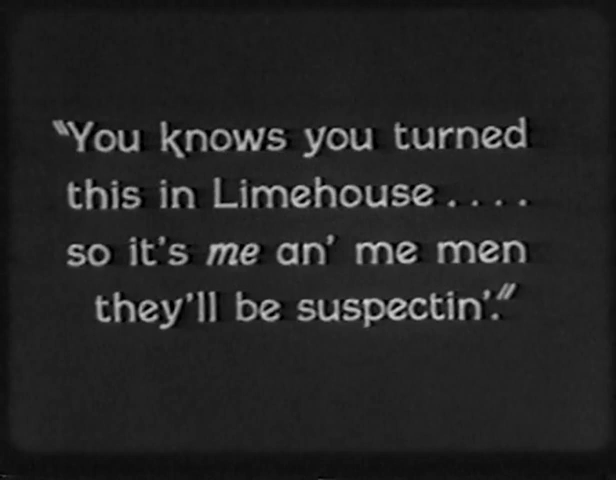 "You knows you turned
this in Limehouse....
so it's me an' me men
they'll be suspectin'."